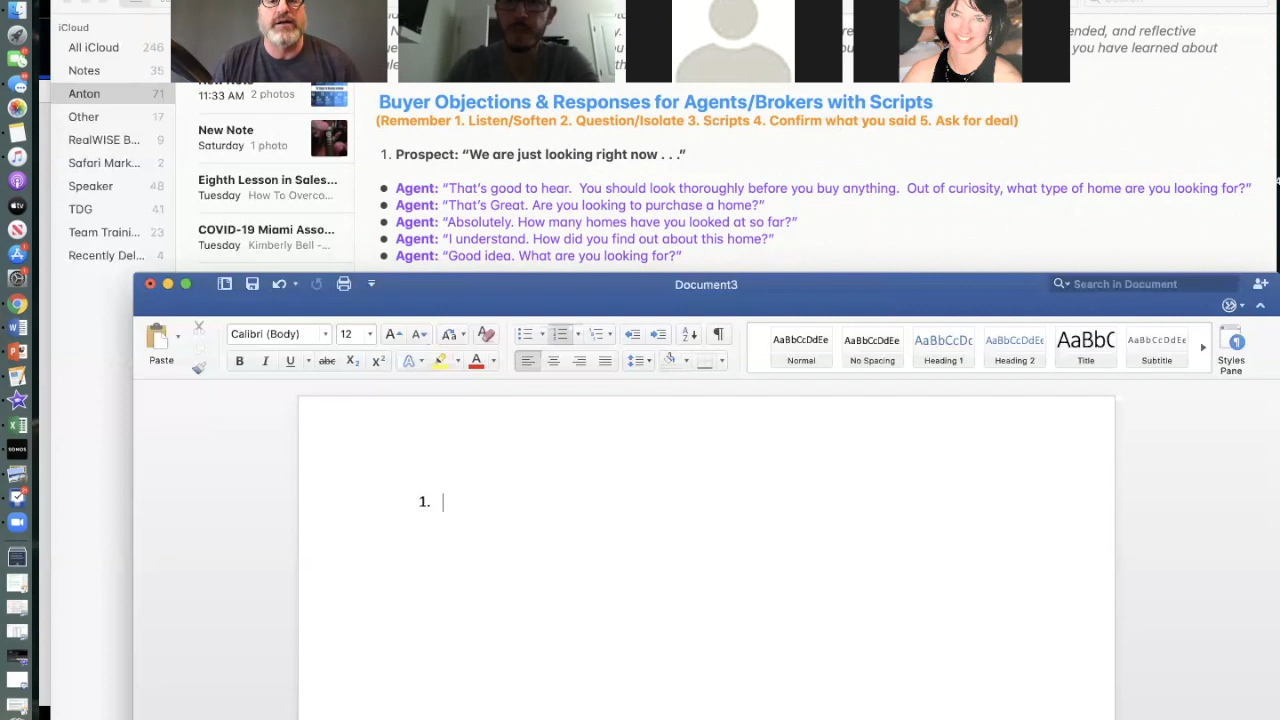 iCloud
All iCloud 246
Notes 35
Anton 71
Other 17
RealWISE B... 9
Safari Mark... 2
Speaker 48
TDG 41
Team Traini... 23
Recently Del... 4
11:33 AM 2 photos
New Note
Saturday 1 photo
Eighth Lesson in Sales...
Tuesday How To Overco...
COVID-19 Miami Asso...
Tuesday Kimberly Bell -...
ended, and reflective
you have learned about
Buyer Objections & Responses for Agents/Brokers with Scripts
(Remember 1. Listen/Soften 2. Question/Isolate 3. Scripts 4. Confirm what you said 5. Ask for deal)
1. Prospect: “We are just looking right now . . .”
● Agent: “That’s good to hear. You should look thoroughly before you buy anything. Out of curiosity, what type of home are you looking for?”
● Agent: “That’s Great. Are you looking to purchase a home?”
● Agent: “Absolutely. How many homes have you looked at so far?”
● Agent: “I understand. How did you find out about this home?”
● Agent: “Good idea. What are you looking for?”
Document3
Search in Document
Paste
Calibri (Body) 12
B I U abc X2 X2
AaBbCcDdEe AaBbCcDdEe AaBbCcDc AaBbCcDdEe AaBbC AaBbCcDdEe
Normal No Spacing Heading 1 Heading 2 Title Subtitle
Styles
Pane
1.
SONOS